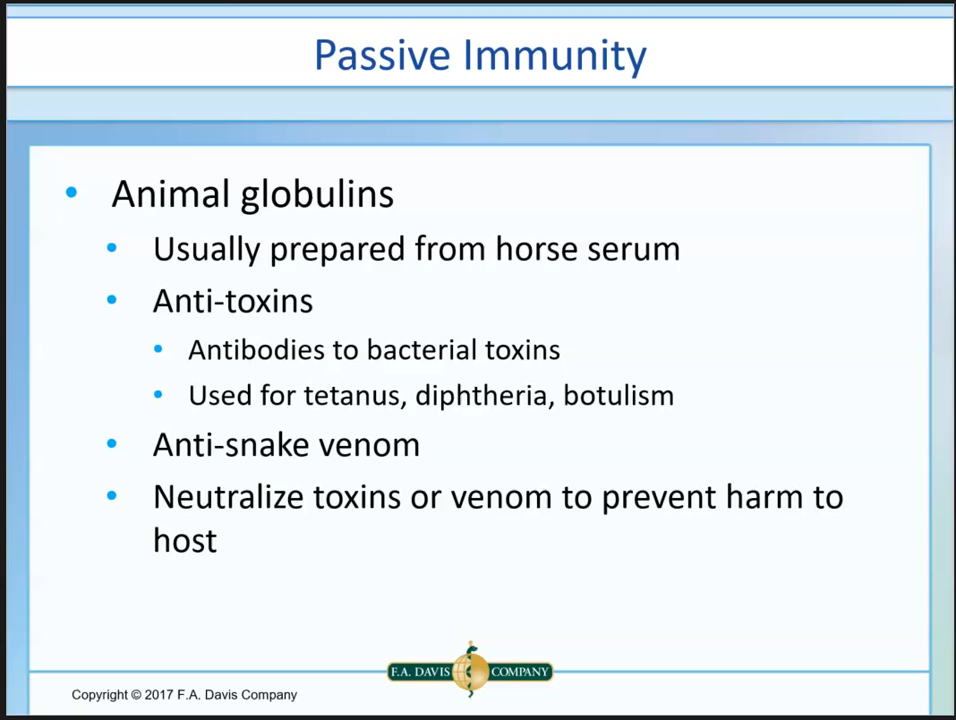 Passive Immunity
• Animal globulins
• Usually prepared from horse serum
• Anti-toxins
• Antibodies to bacterial toxins
• Used for tetanus, diphtheria, botulism
• Anti-snake venom
• Neutralize toxins or venom to prevent harm to
host
F.A. DAVIS COMPANY
Copyright © 2017 F.A. Davis Company